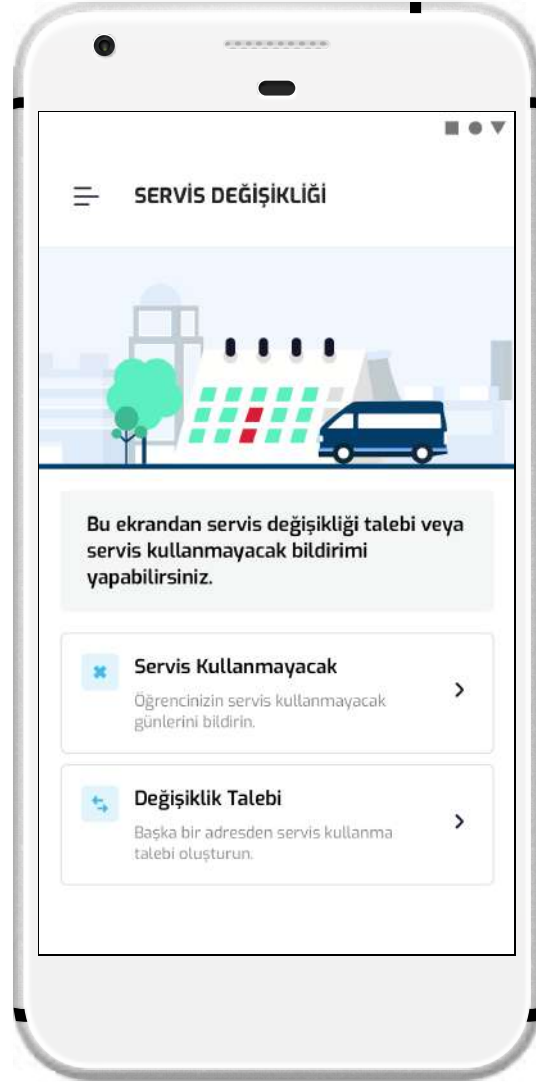 SERVİS DEĞİŞİKLİĞİ
Bu ekrandan servis değişikliği talebi veya
servis kullanmayacak bildirimi
yapabilirsiniz.
Servis Kullanmayacak
Öğrencinizin servis kullanmayacak
günlerini bildirin.
Değişiklik Talebi
Başka bir adresden servis kullanma
talebi oluşturun.